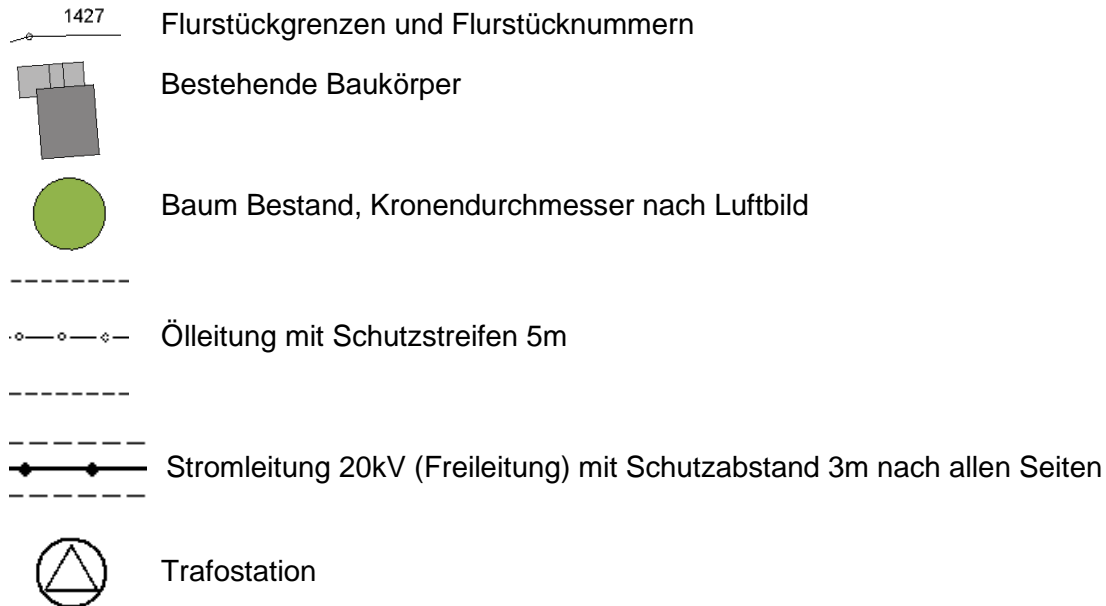 1427
Flurstückgrenzen und Flurstücknummern
Bestehende Baukörper
Baum Bestand, Kronendurchmesser nach Luftbild
Ölleitung mit Schutzstreifen 5m
Stromleitung 20kV (Freileitung) mit Schutzabstand 3m nach allen Seiten
Trafostation